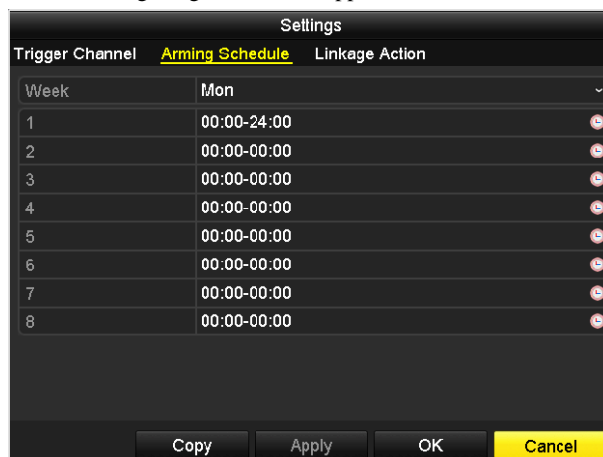 Settings
Trigger Channel Arming Schedule Linkage Action
Week Mon
1 00:00-24:00
2 00:00-00:00
3 00:00-00:00
4 00:00-00:00
5 00:00-00:00
6 00:00-00:00
7 00:00-00:00
8 00:00-00:00
Copy Apply OK Cancel